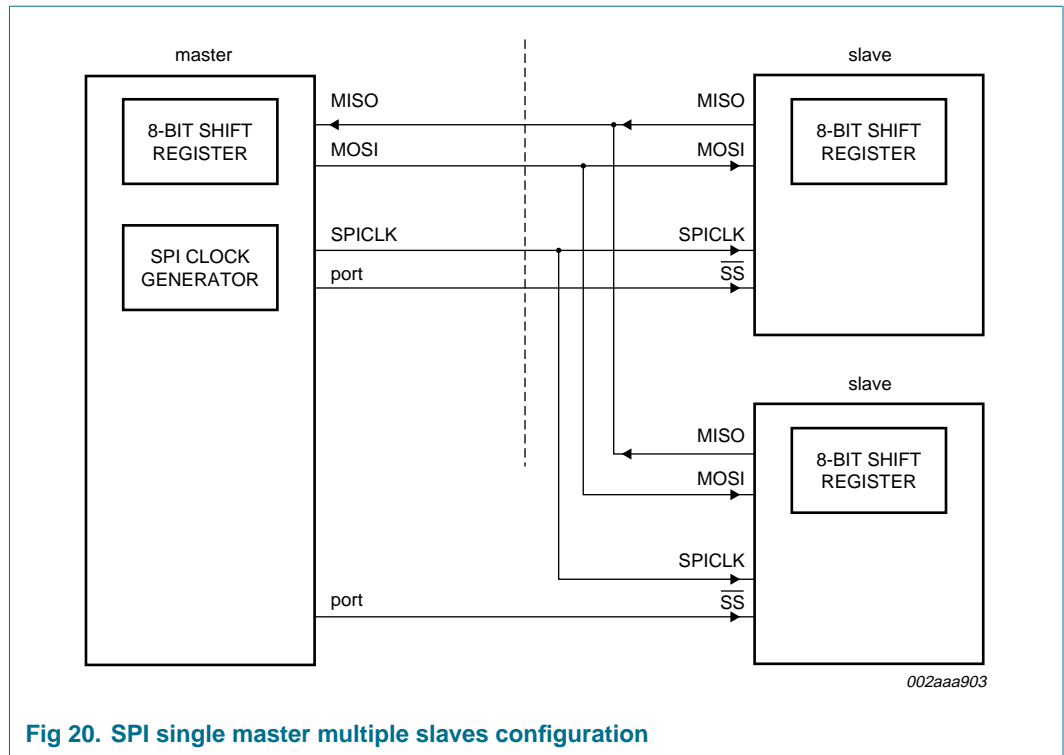 master
slave
MISO
MISO
8-BIT SHIFT
REGISTER
8-BIT SHIFT
REGISTER
MOSI
MOSI
SPICLK
SPICLK
SPI CLOCK
GENERATOR
port
SS
slave
MISO
8-BIT SHIFT
REGISTER
MOSI
SPICLK
port
SS
002aaa903
Fig 20. SPI single master multiple slaves configuration